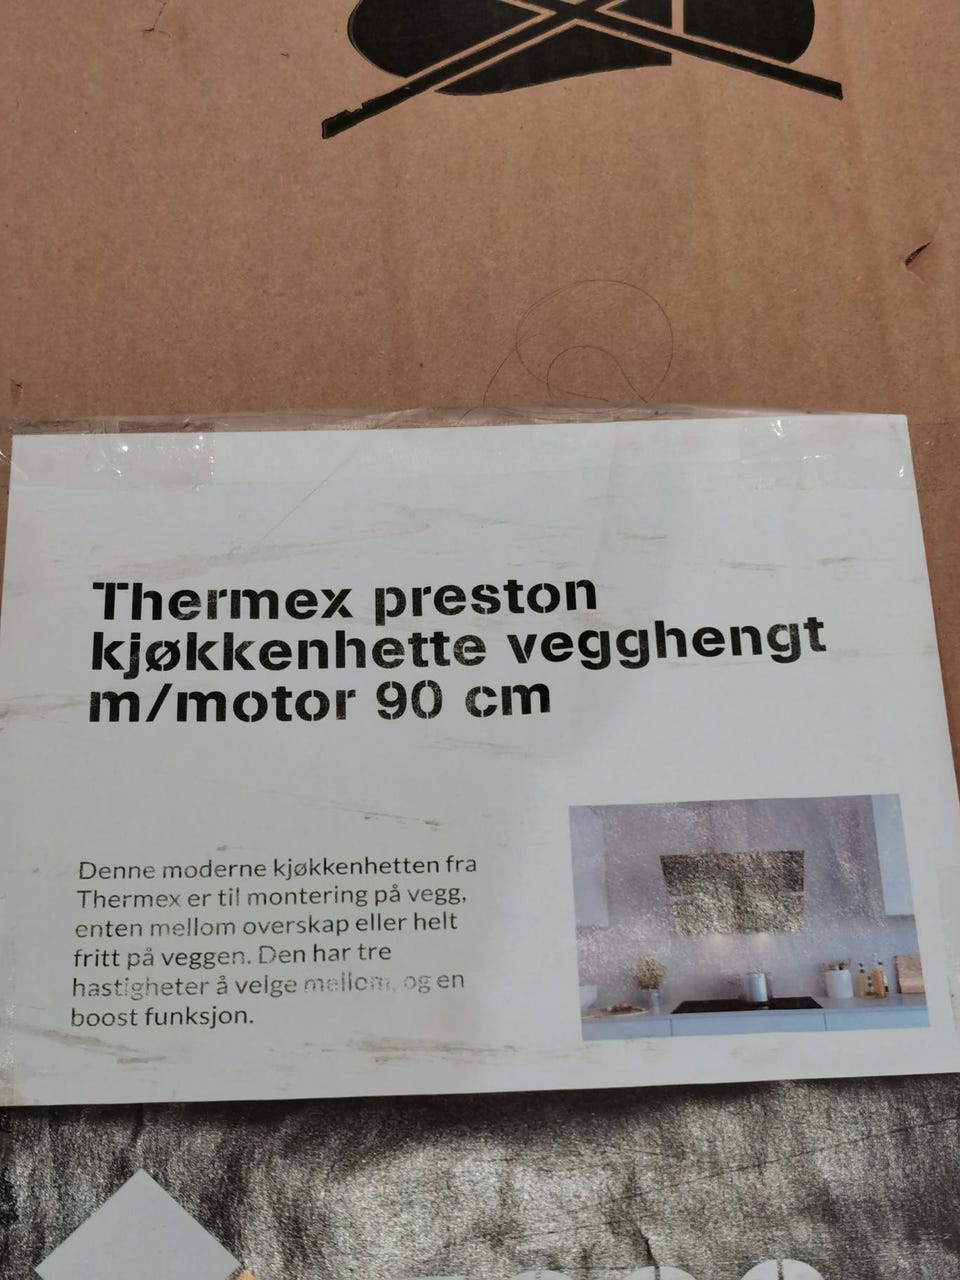 Thermex preston
kjøkkenhette vegghengt
m/motor 90 cm
Denne moderne kjøkkenhetten fra
Thermex er til montering på vegg,
enten mellom overskap eller helt
fritt på veggen. Den har tre
hastigheter å velge mellom, og en
boost funksjon.